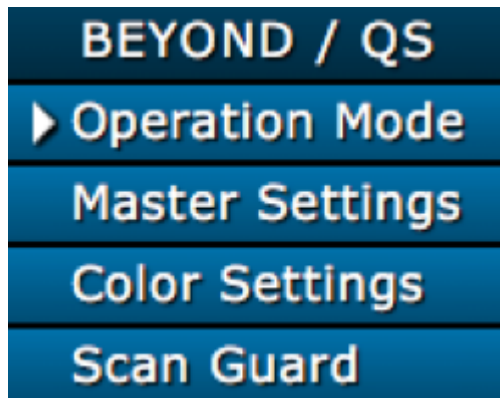 BEYOND / QS
Operation Mode
Master Settings
Color Settings
Scan Guard